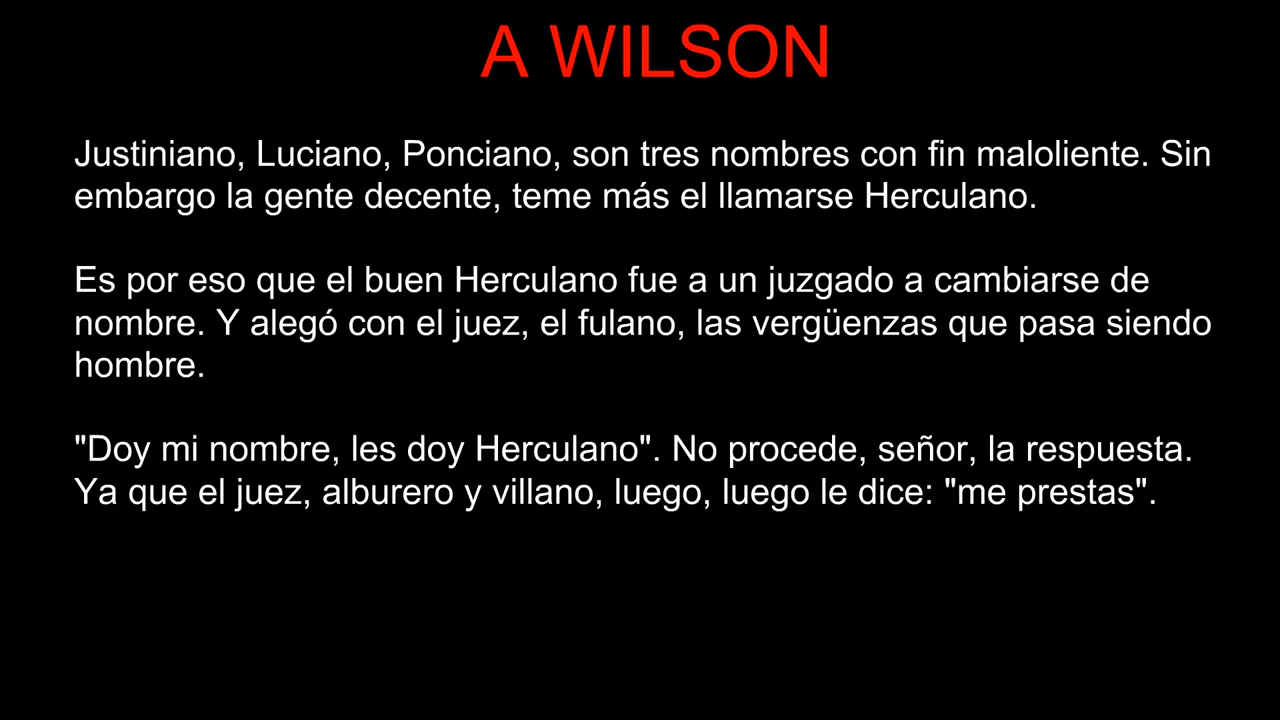 A WILSON
Justiniano, Luciano, Ponciano, son tres nombres con fin maloliente. Sin
embargo la gente decente, teme más el llamarse Herculano.
Es por eso que el buen Herculano fue a un juzgado a cambiarse de
nombre. Y alegó con el juez, el fulano, las vergüenzas que pasa siendo
hombre.
"Doy mi nombre, les doy Herculano". No procede, señor, la respuesta.
Ya que el juez, alburero y villano, luego, luego le dice: "me prestas".